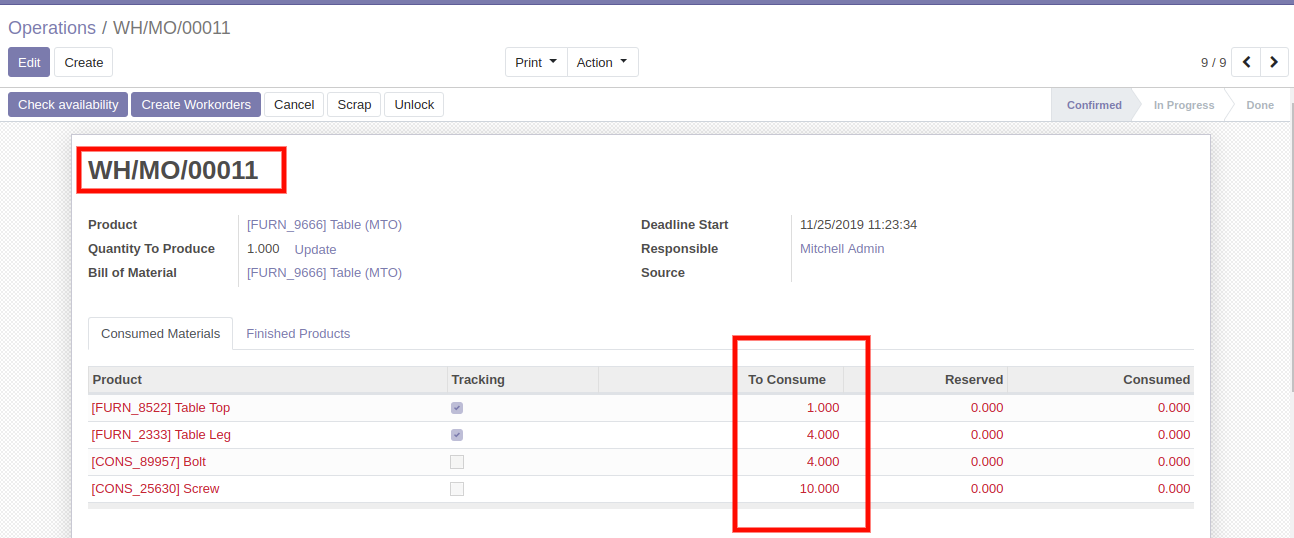 Operations / WH/MO/00011
Edit Create Print Action 9 / 9
Check availability Create Workorders Cancel Scrap Unlock Confirmed In Progress Done
WH/MO/00011
Product [FURN_9666] Table (MTO) Deadline Start 11/25/2019 11:23:34
Quantity To Produce 1.000 Update Responsible Mitchell Admin
Bill of Material [FURN_9666] Table (MTO) Source
Consumed Materials Finished Products
Product Tracking To Consume Reserved Consumed
[FURN_8522] Table Top 1.000 0.000 0.000
[FURN_2333] Table Leg 4.000 0.000 0.000
[CONS_89957] Bolt 4.000 0.000 0.000
[CONS_25630] Screw 10.000 0.000 0.000